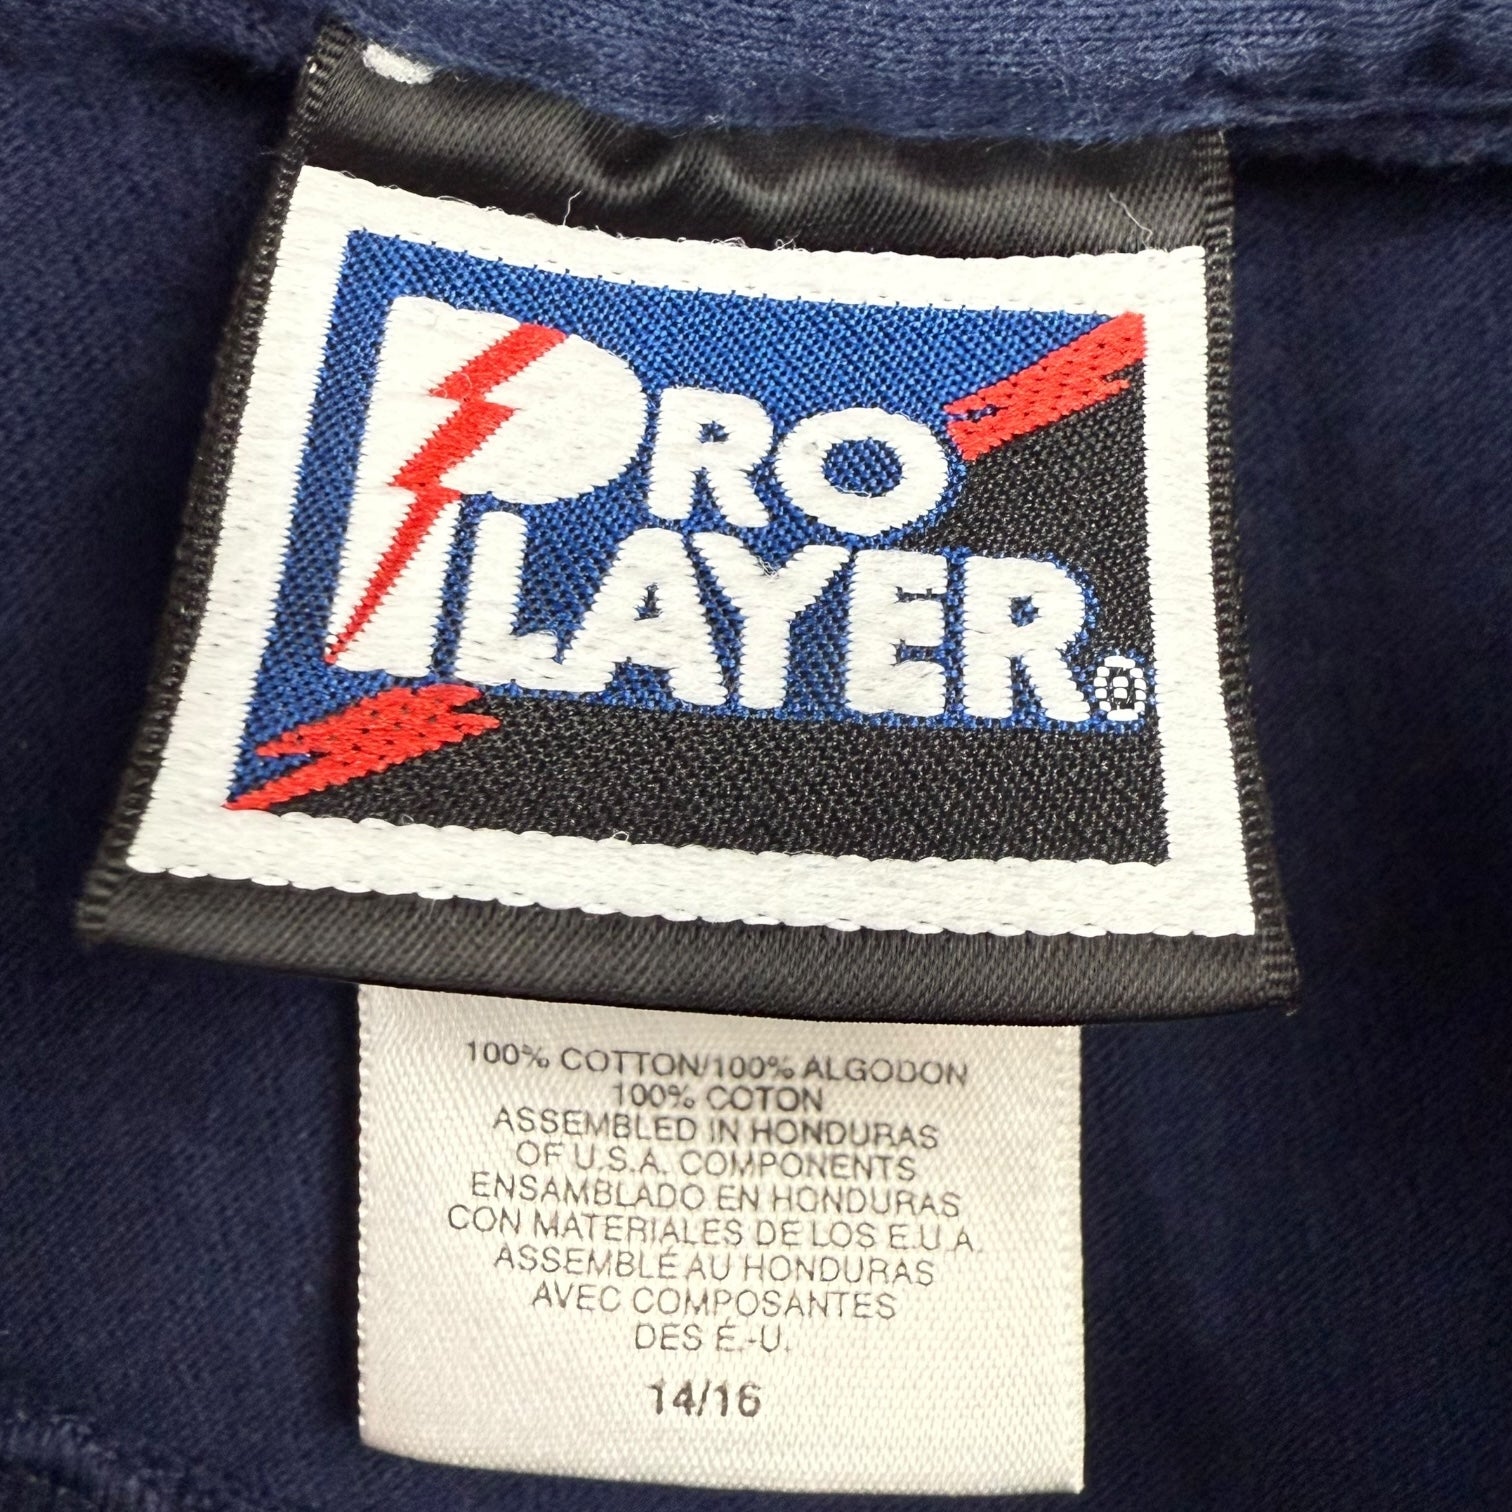 PRO
PLAYER®
100% COTTON/100% ALGODON
100% COTON
ASSEMBLED IN HONDURAS
OF U.S.A. COMPONENTS
ENSAMBLADO EN HONDURAS
CON MATERIALES DE LOS E.U.A.
ASSEMBLÉ AU HONDURAS
AVEC COMPOSANTES
DES É.-U.
14/16